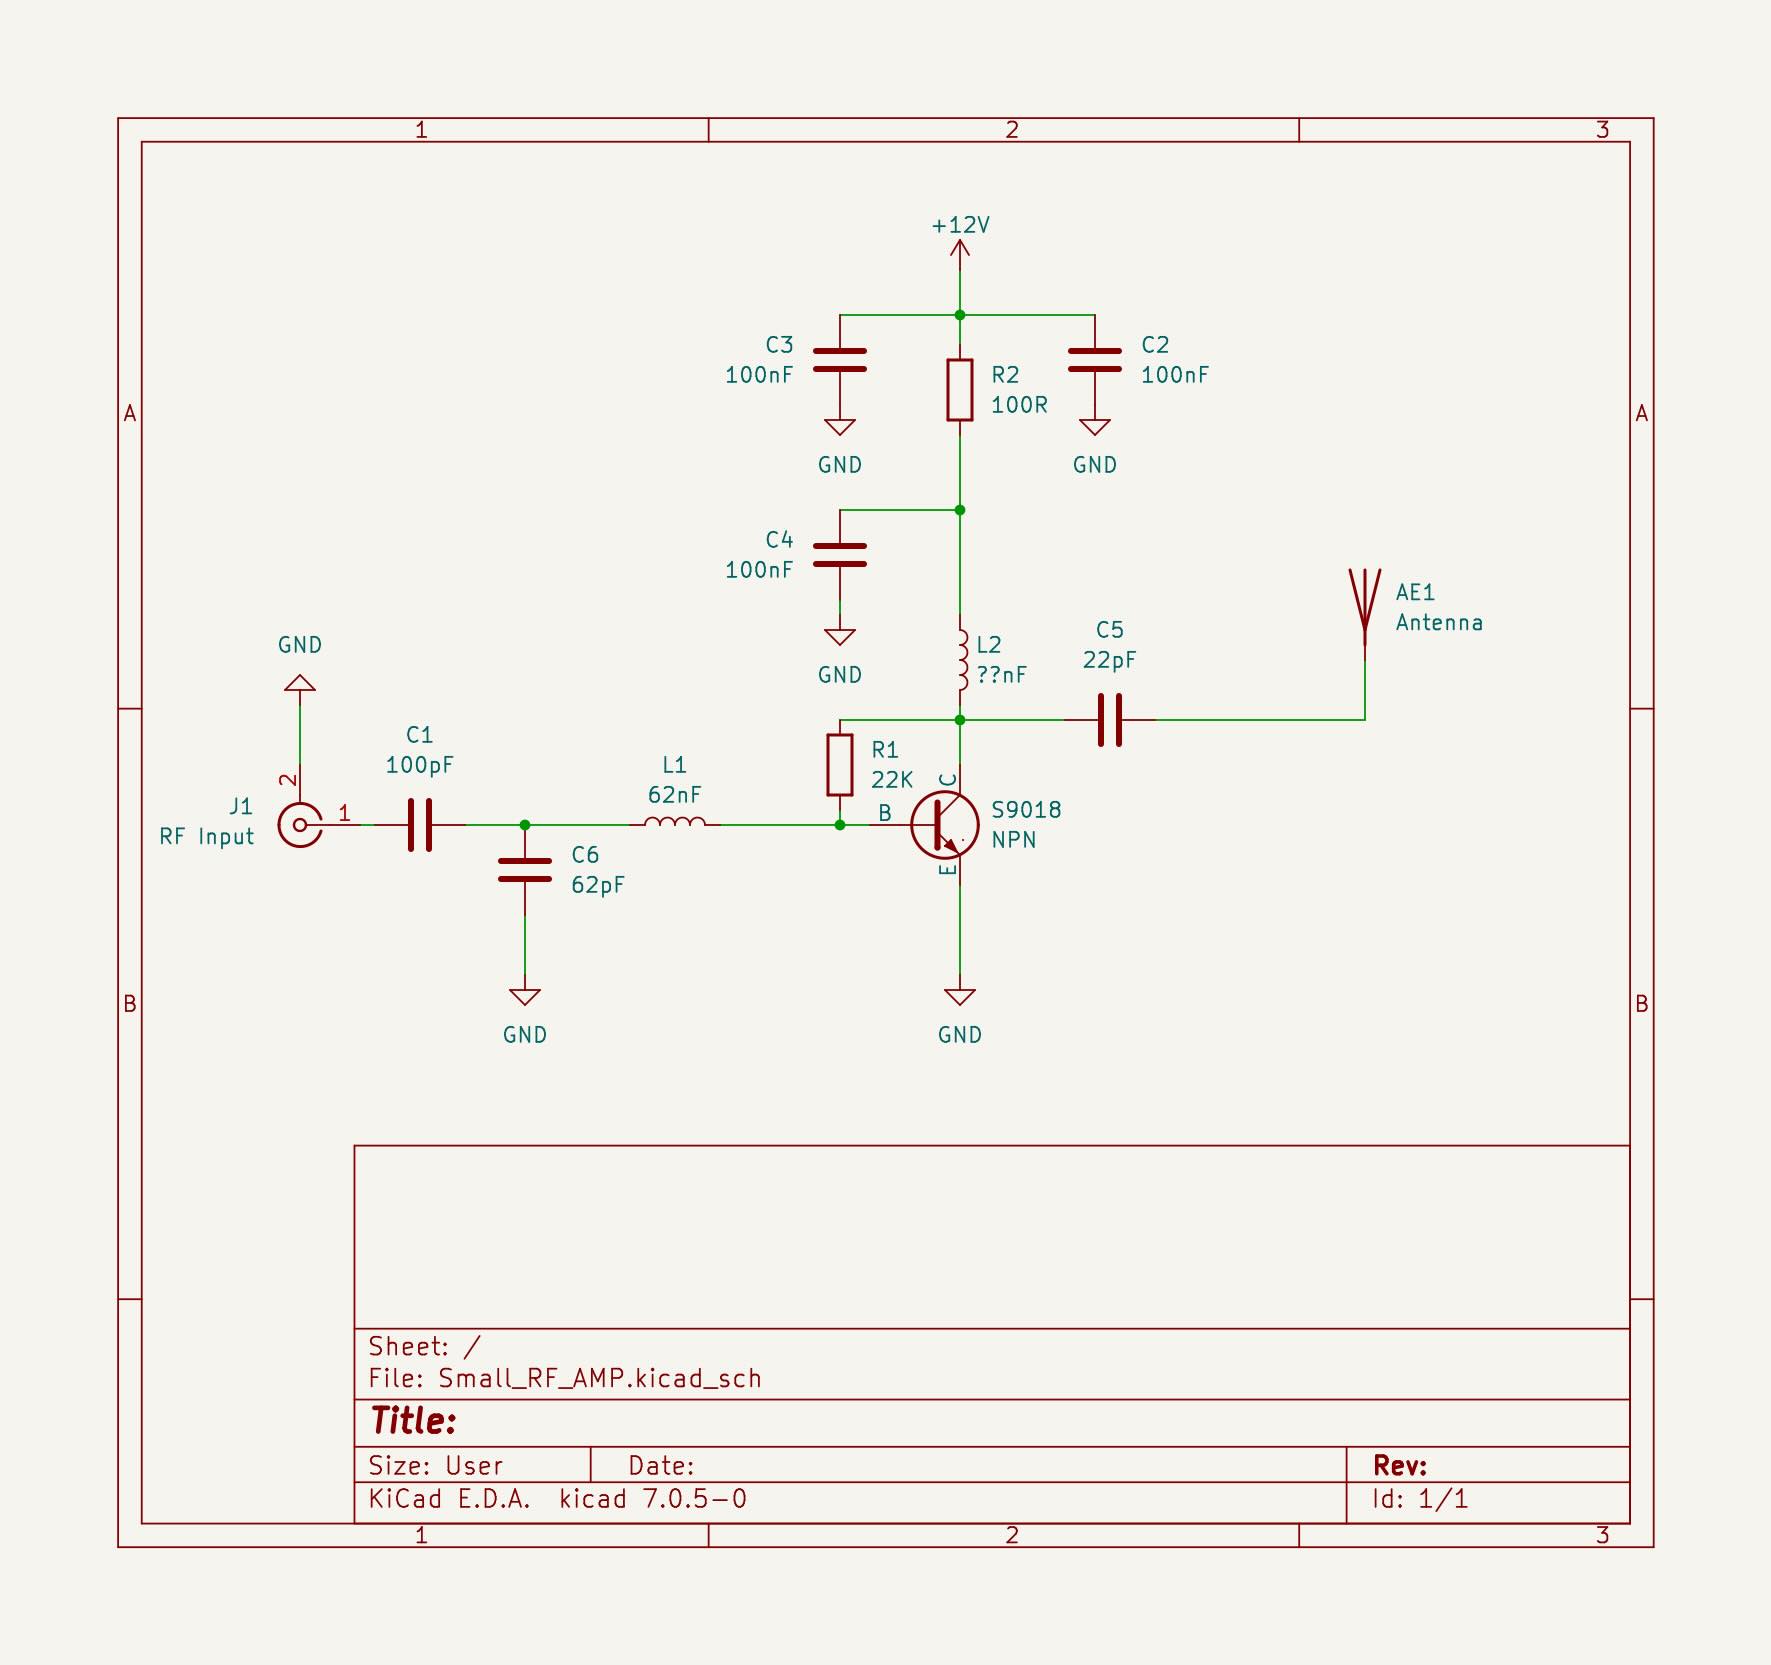 1 2 3
+12V
C3
100nF
C2
100nF
R2
100R
A
A
GND
GND
C4
100nF
AE1
Antenna
GND
C5
22pF
L2
??nF
GND
C1
100pF
L1
62nF
R1
22K
2
C
J1
RF Input
1
B
S9018
NPN
C6
62pF
E
B
B
GND
GND
Sheet: /
File: Small_RF_AMP.kicad_sch
Title:
Size: User Date: Rev:
KiCad E.D.A. kicad 7.0.5-0 Id: 1/1
1 2 3